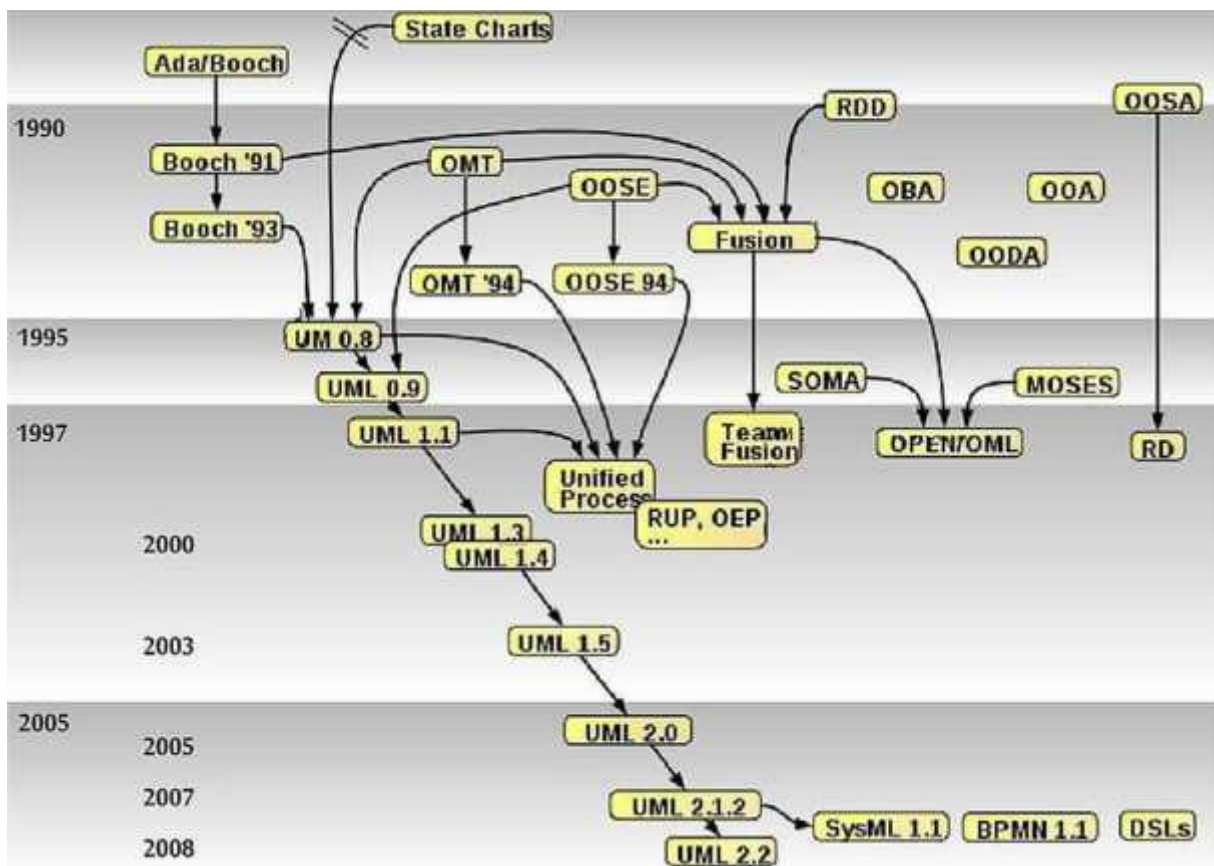 State Charts
Ada/Booch
RDD
OOSA
1990
Booch '91
OMT
OOSE
OBA
OOA
Booch '93
Fusion
OODA
OMT '94
OOSE 94
1995
UM 0.8
UML 0.9
SOMA
MOSES
1997
UML 1.1
Team
Fusion
OPEN/OML
RD
Unified
Process
RUP, OEP
...
UML 1.3
2000
UML 1.4
2003
UML 1.5
2005
UML 2.0
2005
2007
UML 2.1.2
SysML 1.1
BPMN 1.1
DSLs
2008
UML 2.2